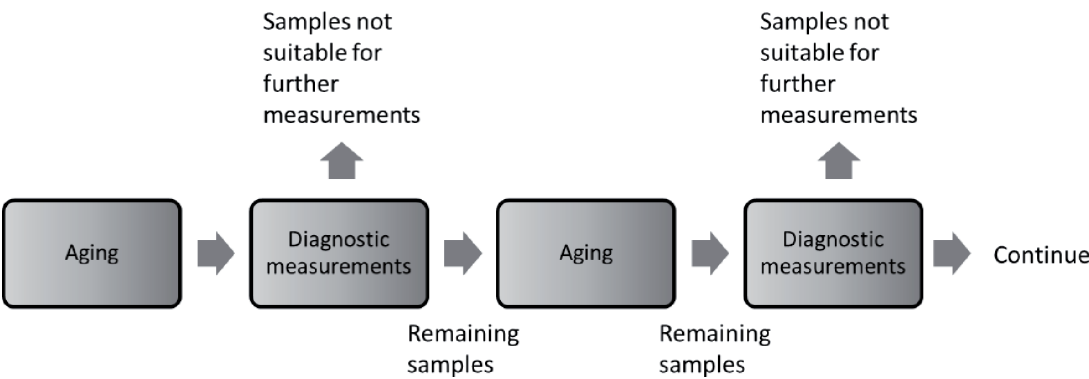 Samples not
suitable for
further
measurements
Samples not
suitable for
further
measurements
Aging
Diagnostic
measurements
Aging
Diagnostic
measurements
Continue
Remaining
samples
Remaining
samples